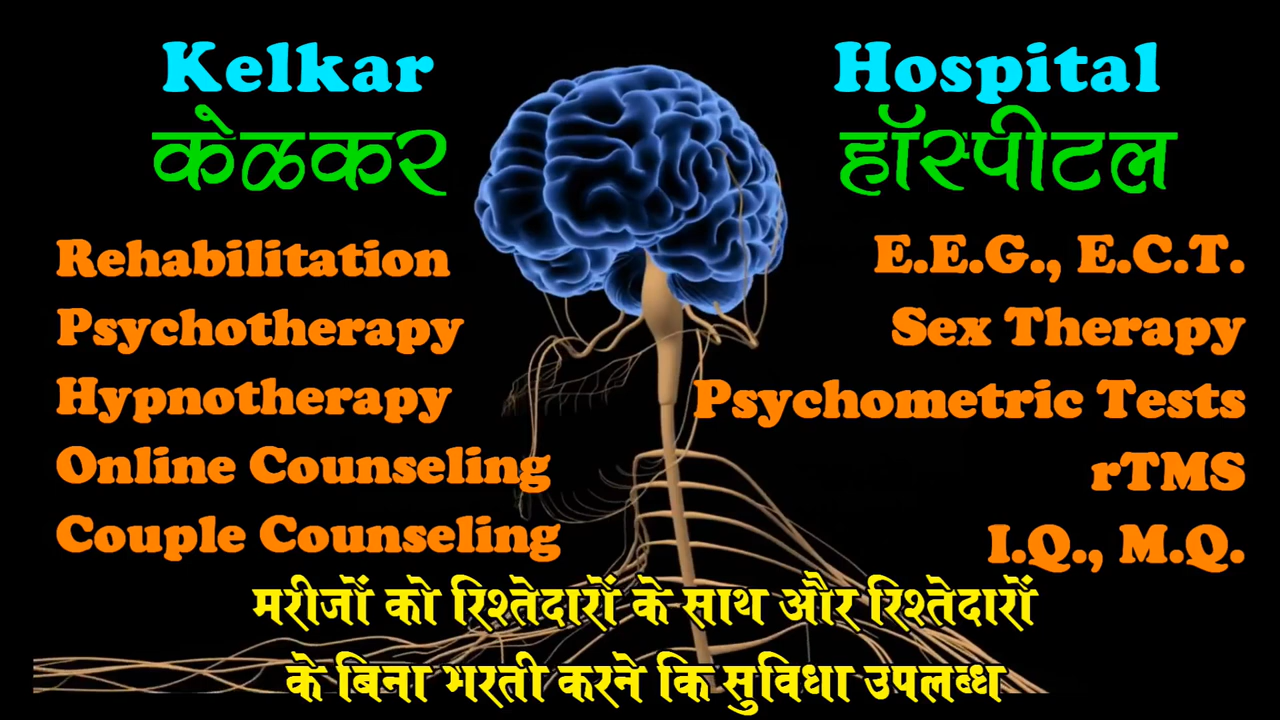 Kelkar Hospital
केळकर हॉस्पीटल
Rehabilitation
Psychotherapy
Hypnotherapy
Online Counseling
Couple Counseling
E.E.G., E.C.T.
Sex Therapy
Psychometric Tests
rTMS
I.Q., M.Q.
मरीजों को रिश्तेदारों के साथ और रिश्तेदारों
के बिना भरती करने कि सुविधा उपलब्ध